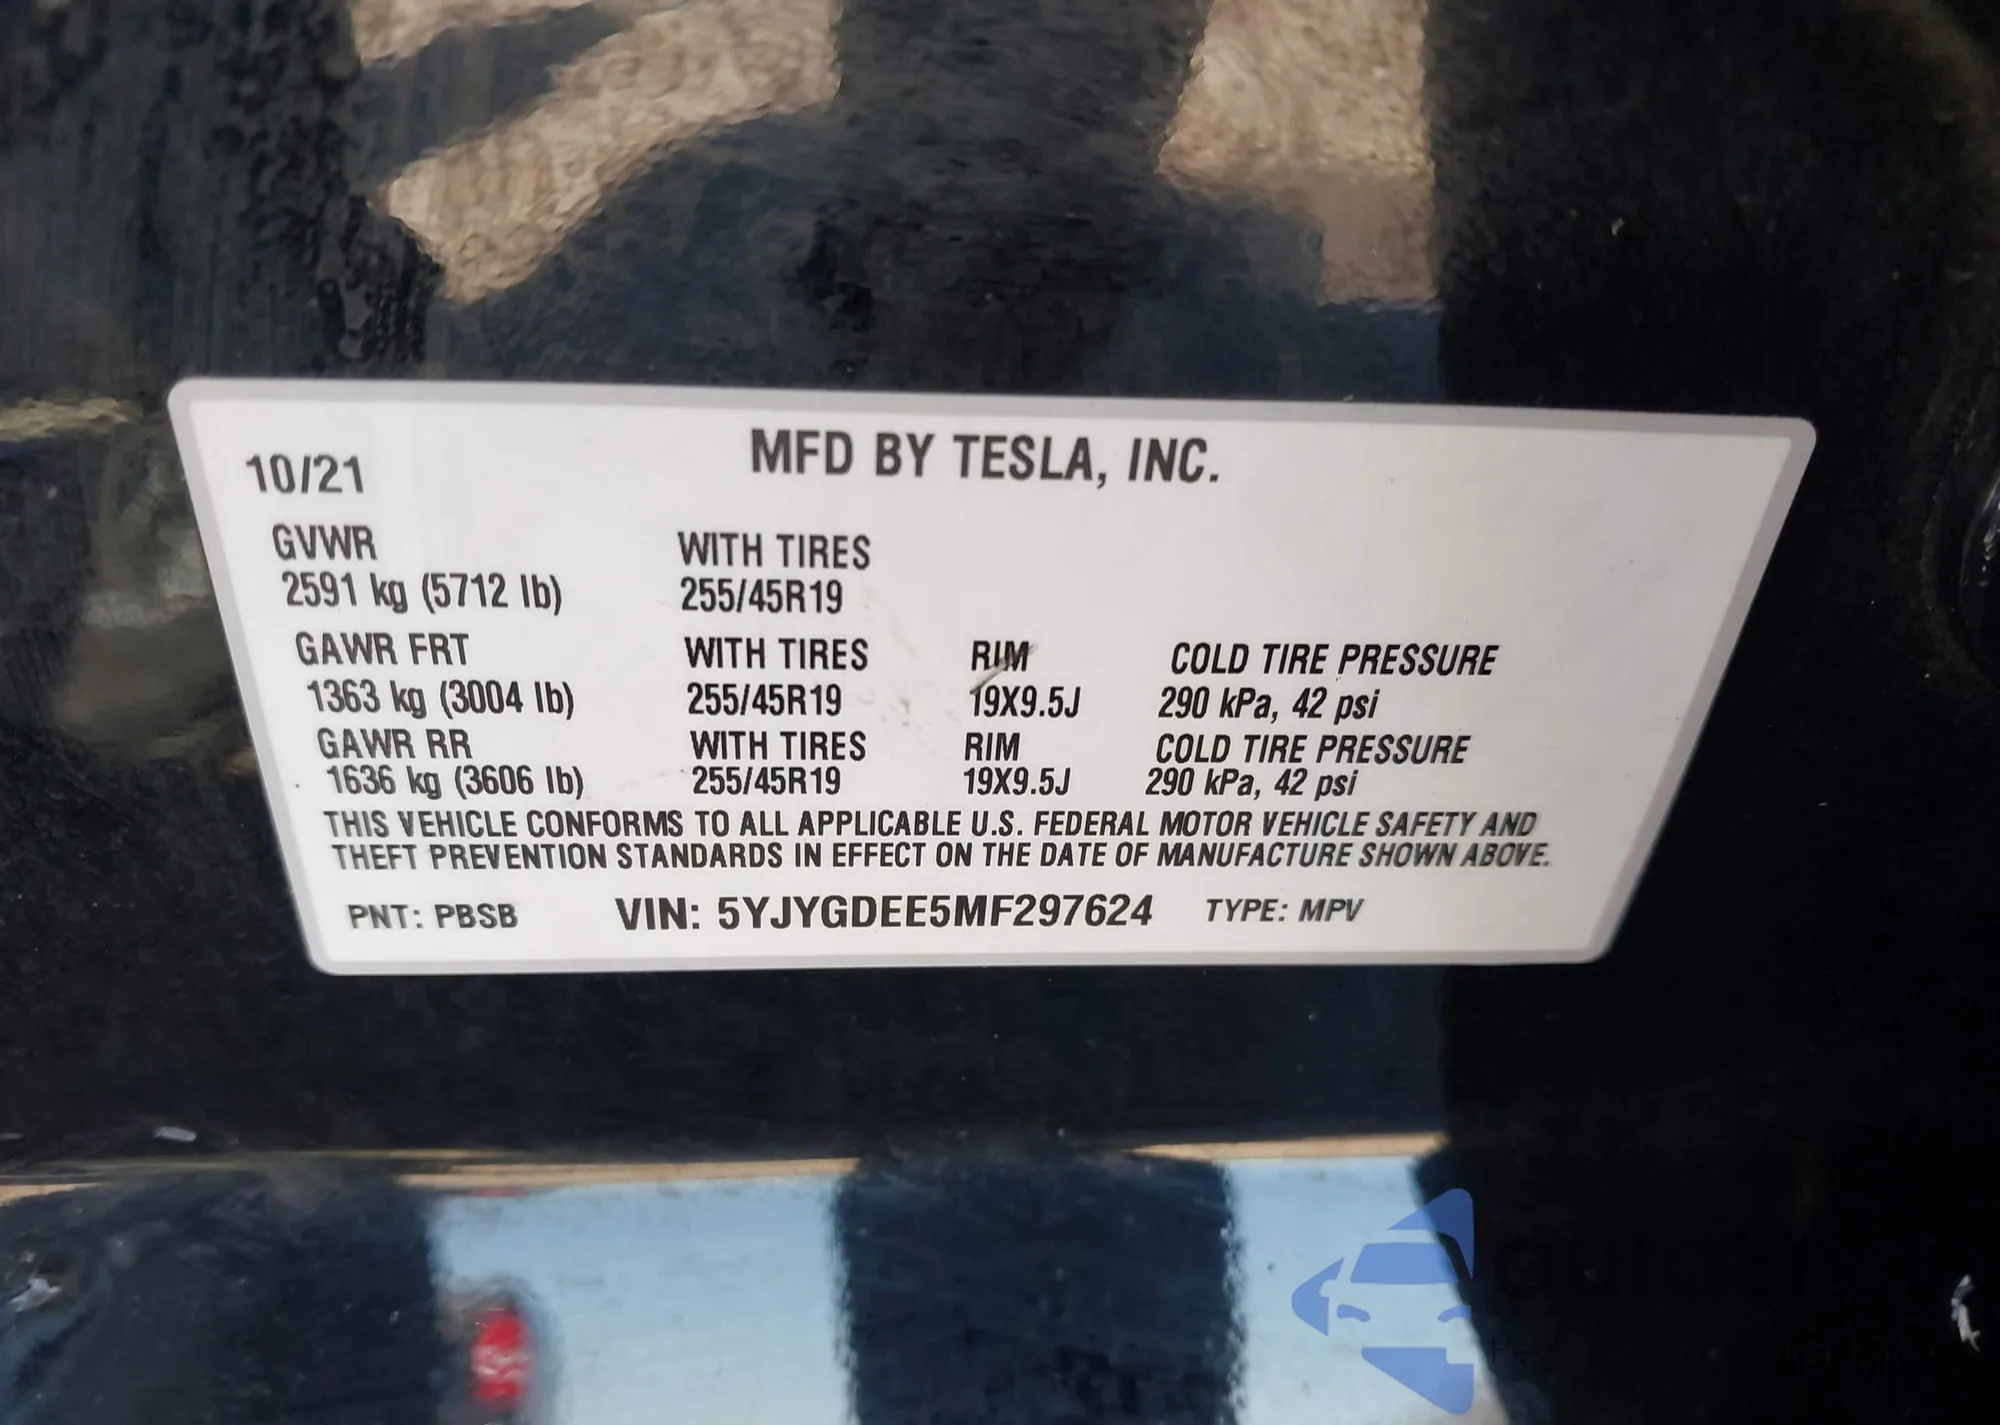 10/21 MFD BY TESLA, INC.
GVWR WITH TIRES
2591 kg (5712 lb) 255/45R19
GAWR FRT WITH TIRES RIM COLD TIRE PRESSURE
1363 kg (3004 lb) 255/45R19 19X9.5J 290 kPa, 42 psi
GAWR RR WITH TIRES RIM COLD TIRE PRESSURE
1636 kg (3606 lb) 255/45R19 19X9.5J 290 kPa, 42 psi
THIS VEHICLE CONFORMS TO ALL APPLICABLE U.S. FEDERAL MOTOR VEHICLE SAFETY AND
THEFT PREVENTION STANDARDS IN EFFECT ON THE DATE OF MANUFACTURE SHOWN ABOVE.
PNT: PBSB VIN: 5YJYGDEE5MF297624 TYPE: MPV